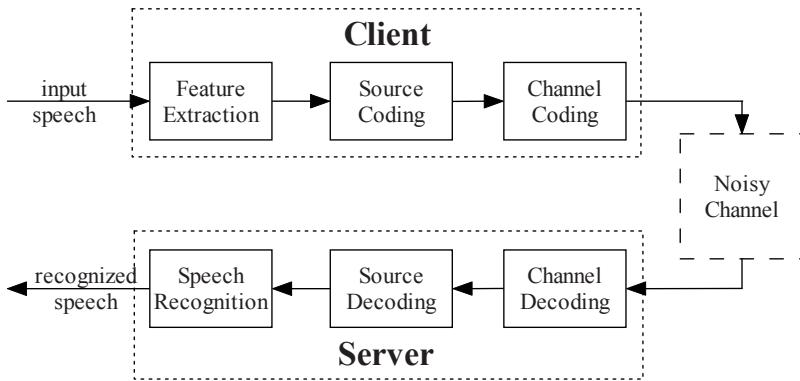 Client
input
speech
Feature
Extraction
Source
Coding
Channel
Coding
Noisy
Channel
recognized
speech
Speech
Recognition
Source
Decoding
Channel
Decoding
Server